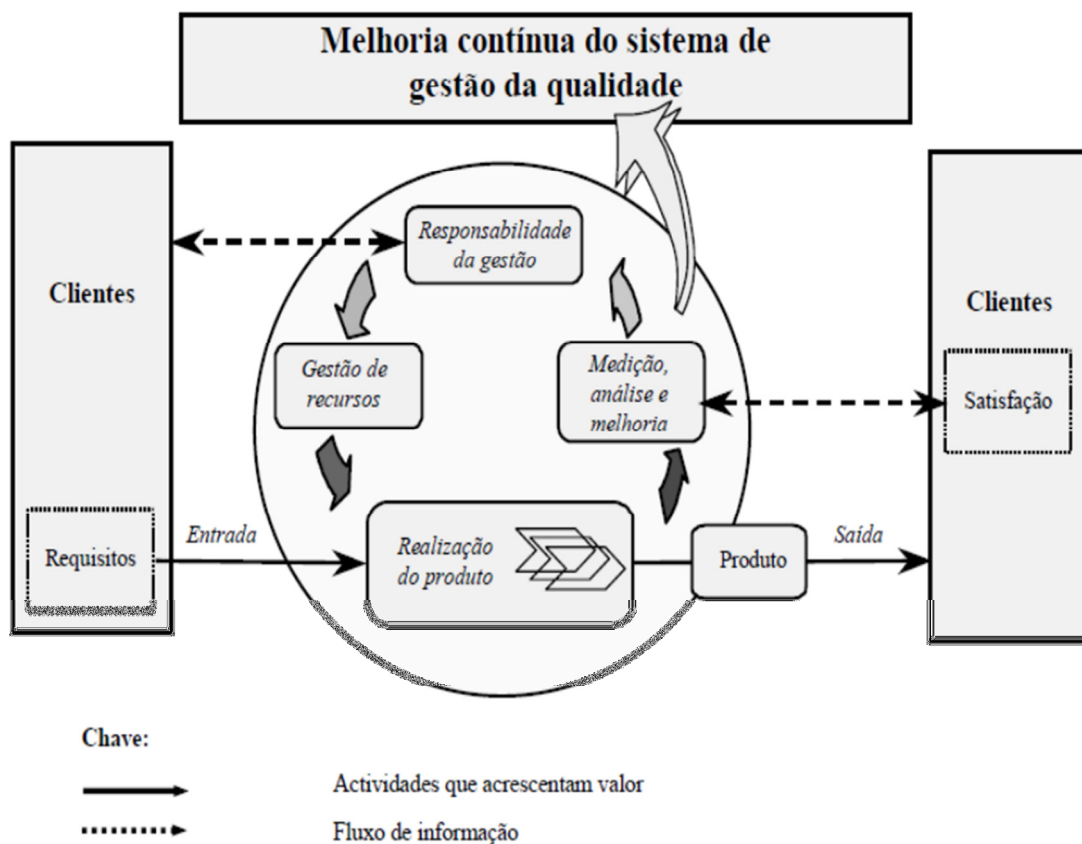 Melhoria contínua do sistema de
gestão da qualidade
Clientes
Requisitos
Entrada
Responsabilidade
da gestão
Gestão de
recursos
Medição,
análise e
melhoria
Realização
do produto
Produto
Saída
Clientes
Satisfação
Chave:
Actividades que acrescentam valor
Fluxo de informação